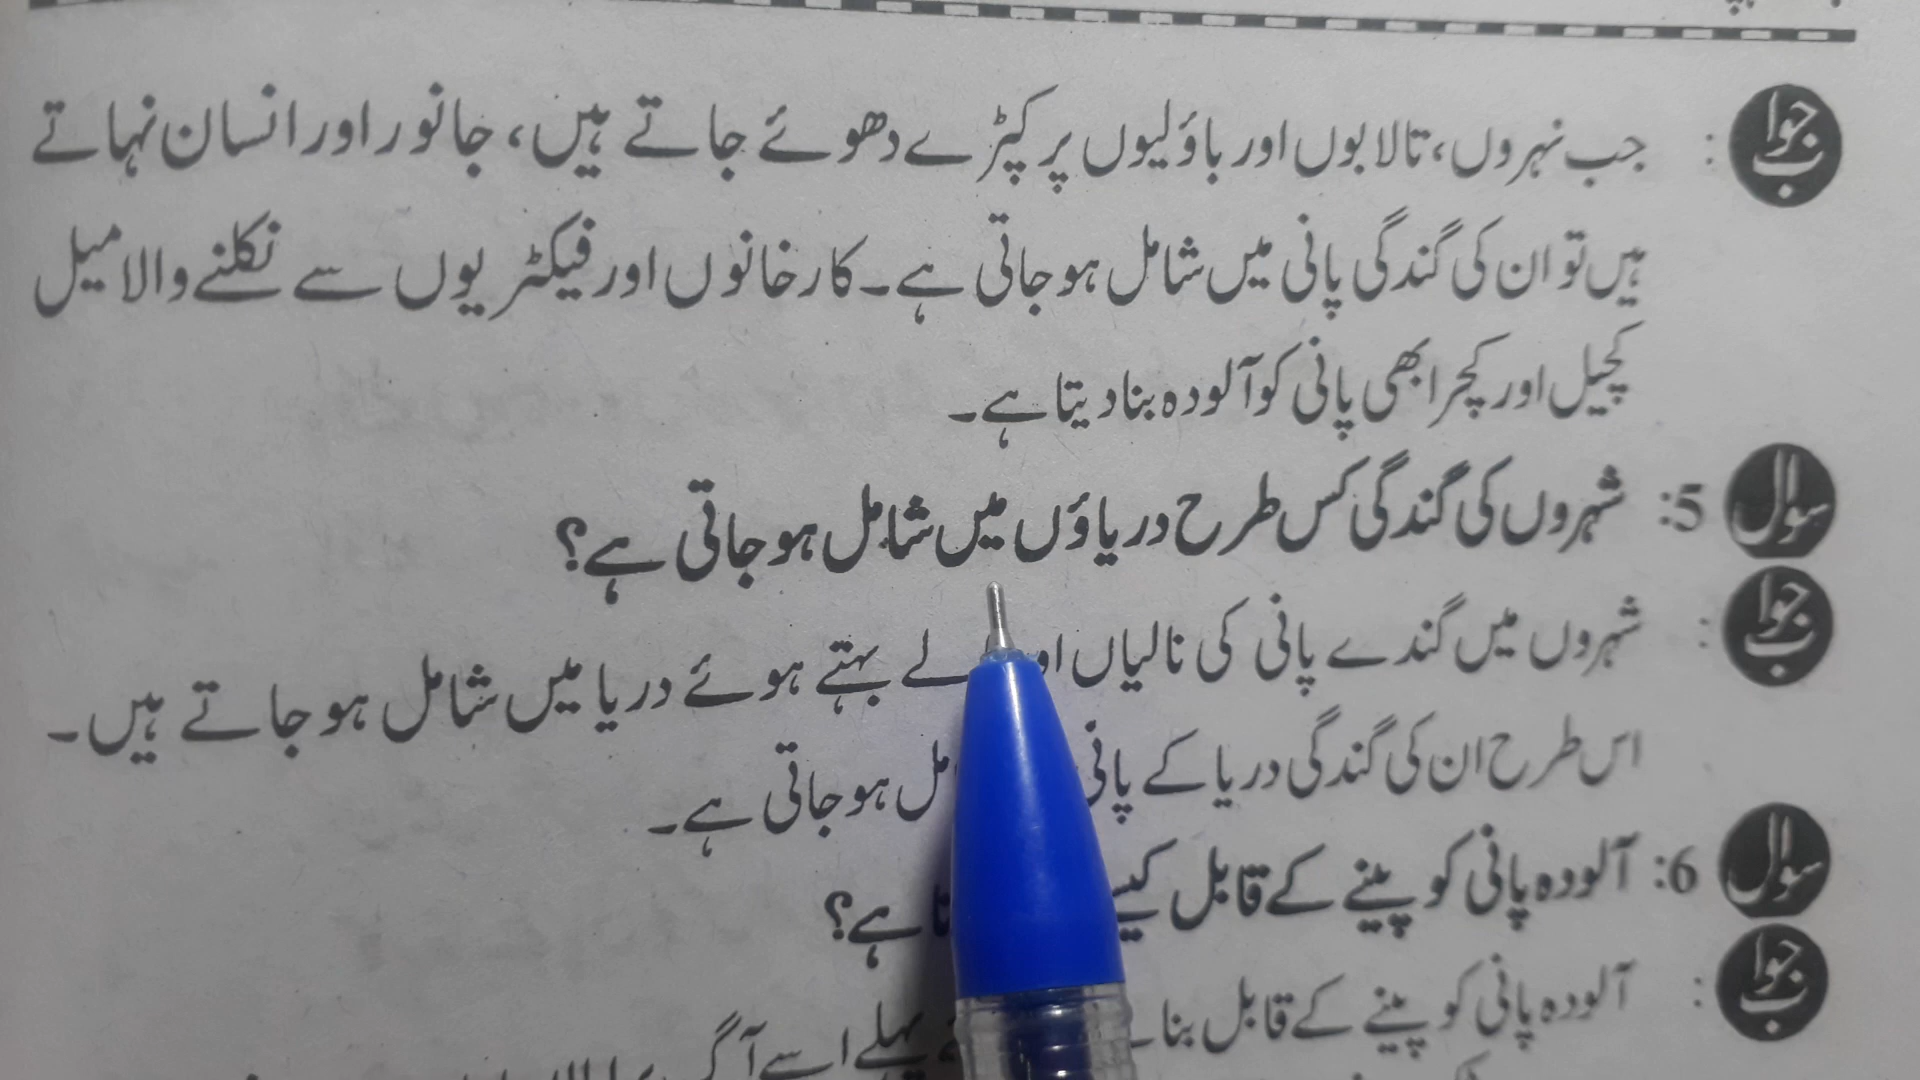 جواب : جب نہروں، تالابوں اور باؤلیوں پر کپڑے دھوئے جاتے ہیں، جانور اور انسان نہاتے
ہیں تو ان کی گندگی پانی میں شامل ہو جاتی ہے۔ کارخانوں اور فیکٹریوں سے نکلنے والا میل
کچیل اور کچرا بھی پانی کو آلودہ بنا دیتا ہے۔
سوال 5: شہروں کی گندگی کس طرح دریاؤں میں شامل ہو جاتی ہے؟
جواب : شہروں میں گندے پانی کی نالیاں بہتے ہوئے دریا میں شامل ہو جاتے ہیں۔
اس طرح ان کی گندگی دریا کے پانی ہو جاتی ہے۔
سوال 6: آلودہ پانی کو پینے کے قابل کیسے ہے؟
جواب : آلودہ پانی کو پینے کے قابل پہلے اسے آگ